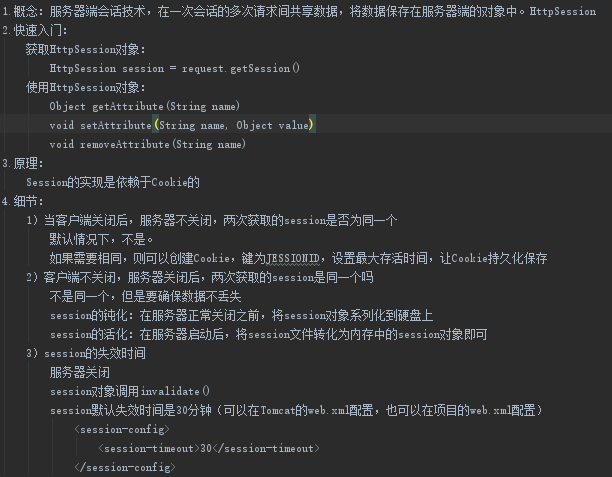 1.概念：服务器端会话技术，在一次会话的多次请求间共享数据，将数据保存在服务器端的对象中。HttpSession
2.快速入门：
获取HttpSession对象：
HttpSession session = request.getSession()
使用HttpSession对象：
Object getAttribute(String name)
void setAttribute(String name, Object value)
void removeAttribute(String name)
3.原理：
Session的实现是依赖于Cookie的
4.细节：
1）当客户端关闭后，服务器不关闭，两次获取的session是否为同一个
默认情况下，不是。
如果需要相同，则可以创建Cookie，键为JESSIONID，设置最大存活时间，让Cookie持久化保存
2）客户端不关闭，服务器关闭后，两次获取的session是同一个吗
不是同一个，但是要确保数据不丢失
session的钝化：在服务器正常关闭之前，将session对象系列化到硬盘上
session的活化：在服务器启动后，将session文件转化为内存中的session对象即可
3）session的失效时间
服务器关闭
session对象调用invalidate()
session默认失效时间是30分钟（可以在Tomcat的web.xml配置，也可以在项目的web.xml配置）
<session-config>
<session-timeout>30</session-timeout>
</session-config>